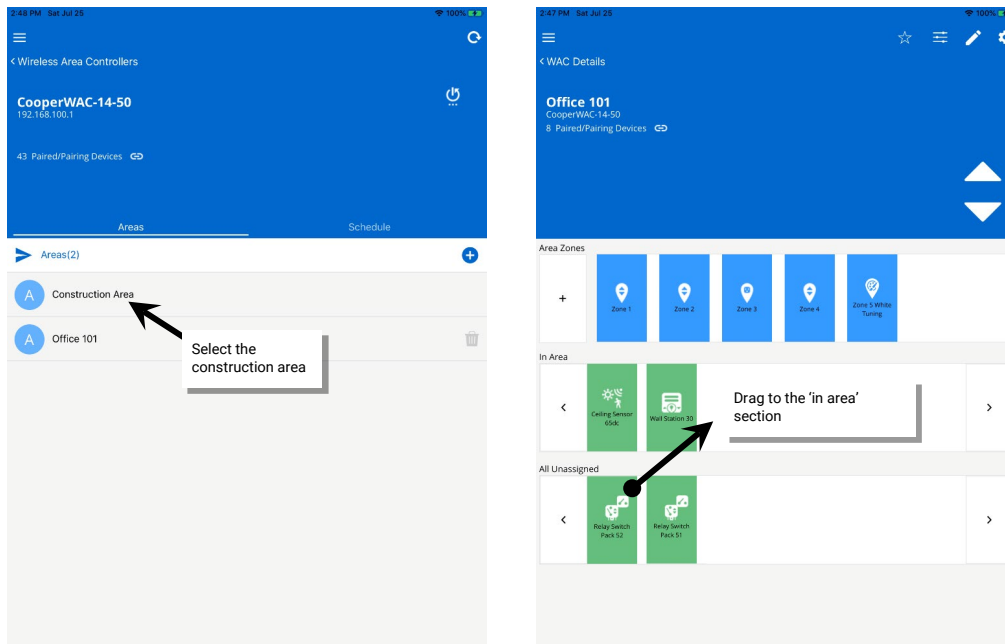 2:48 PM Sat Jul 25
100%
< Wireless Area Controllers
CooperWAC-14-50
192.168.100.1
43 Paired/Pairing Devices
Areas
Schedule
Areas(2)
A
Construction Area
A
Office 101
Select the
construction area
2:47 PM Sat Jul 25
100%
< WAC Details
Office 101
CooperWAC-14-50
8 Paired/Pairing Devices
Area Zones
+
Zone 1
Zone 2
Zone 3
Zone 4
Zone 5 White
Tuning
In Area
<
Ceiling Sensor
65dc
Wall Station 30
Drag to the ‘in area’
section
>
All Unassigned
<
Relay Switch
Pack 52
Relay Switch
Pack 51
>